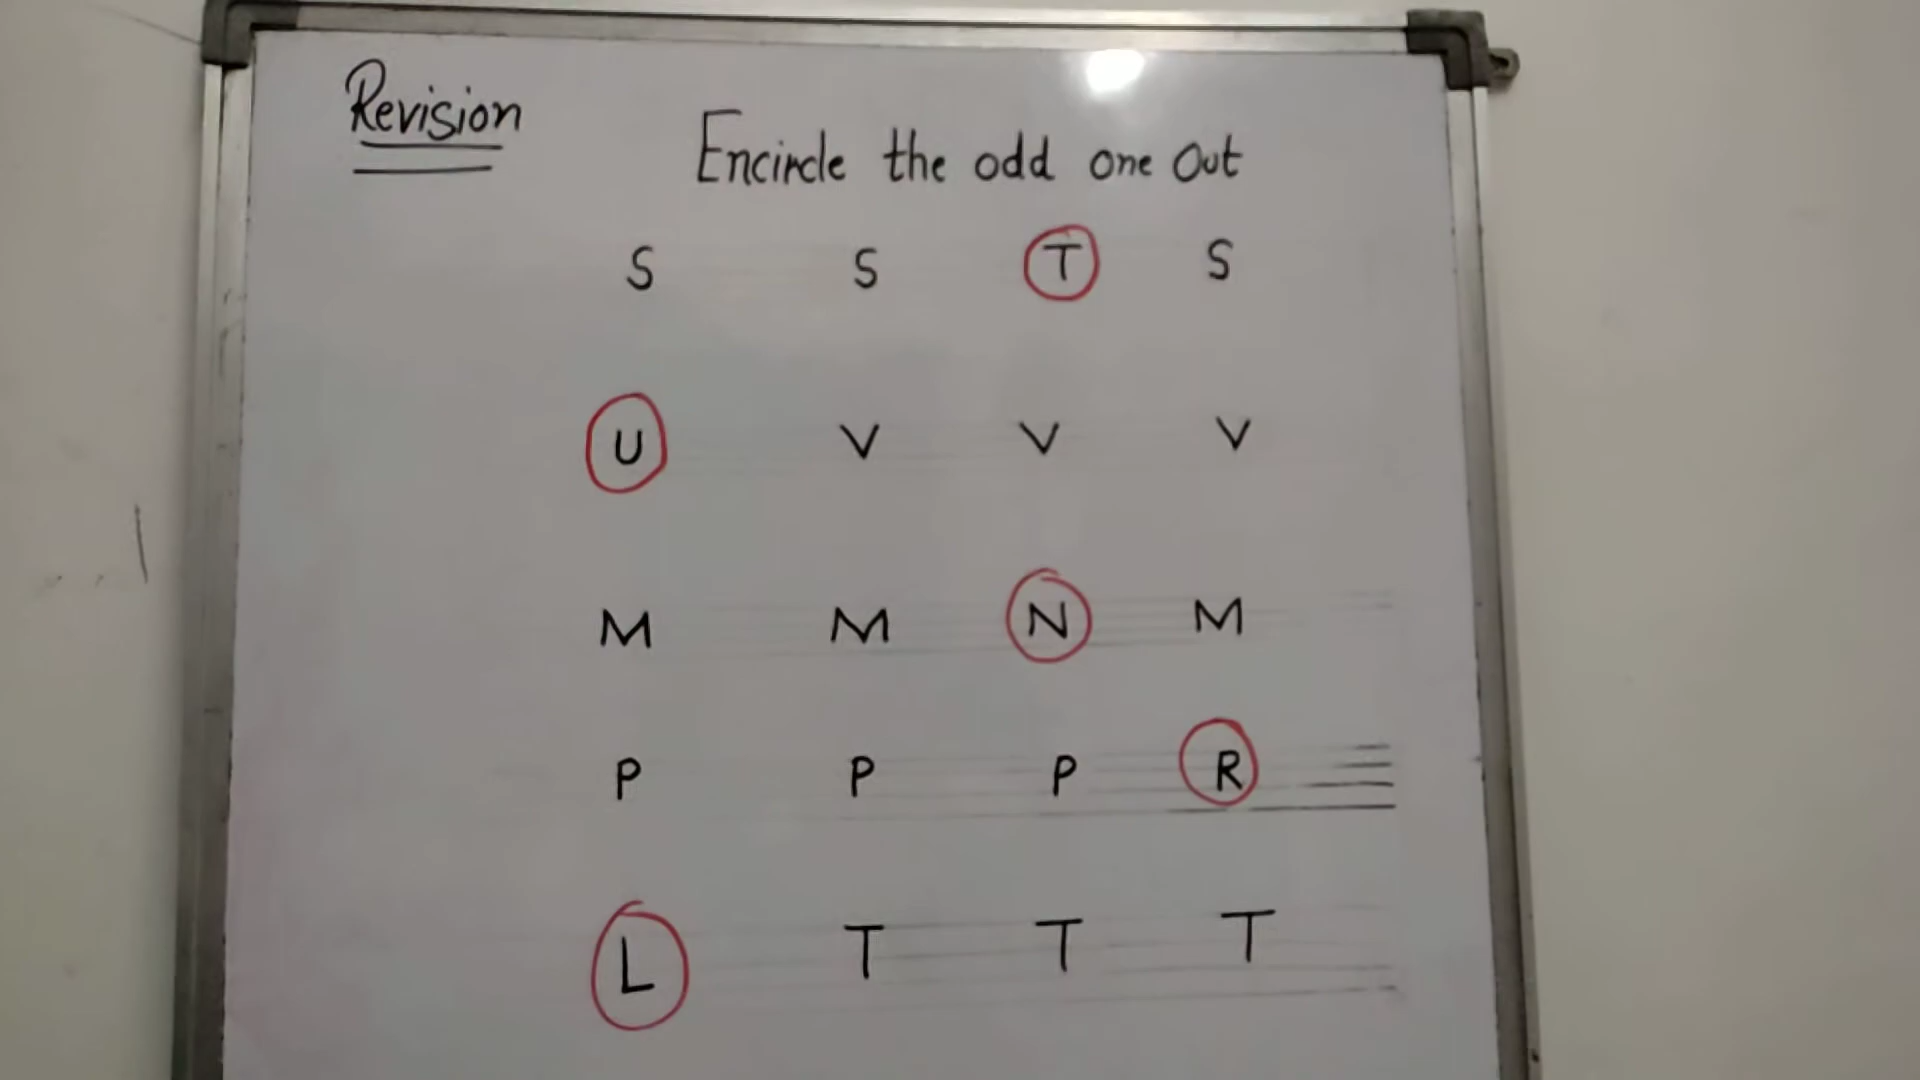 Revision
Encircle the odd one out
S S T S
U V V V
M M N M
P P P R
L T T T